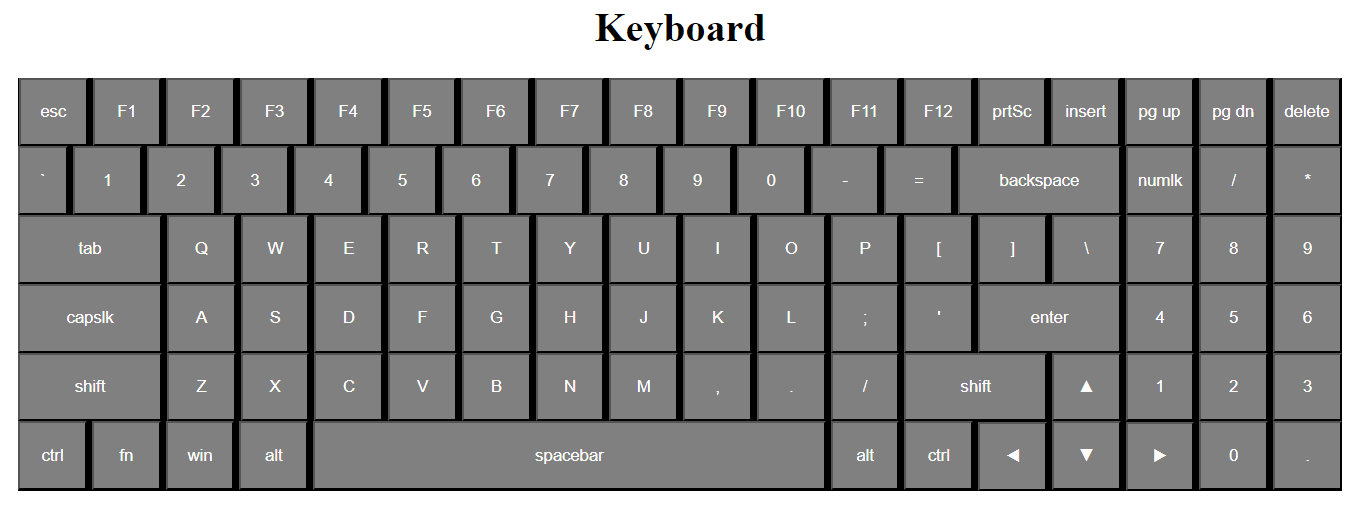 Keyboard
esc F1 F2 F3 F4 F5 F6 F7 F8 F9 F10 F11 F12 prtSc insert pg up pg dn delete
` 1 2 3 4 5 6 7 8 9 0 - = backspace numlk / *
tab Q W E R T Y U I O P [ ] \ 7 8 9
capslk A S D F G H J K L ; ' enter 4 5 6
shift Z X C V B N M , . / shift ▲ 1 2 3
ctrl fn win alt spacebar alt ctrl ◀ ▼ ▶ 0 .